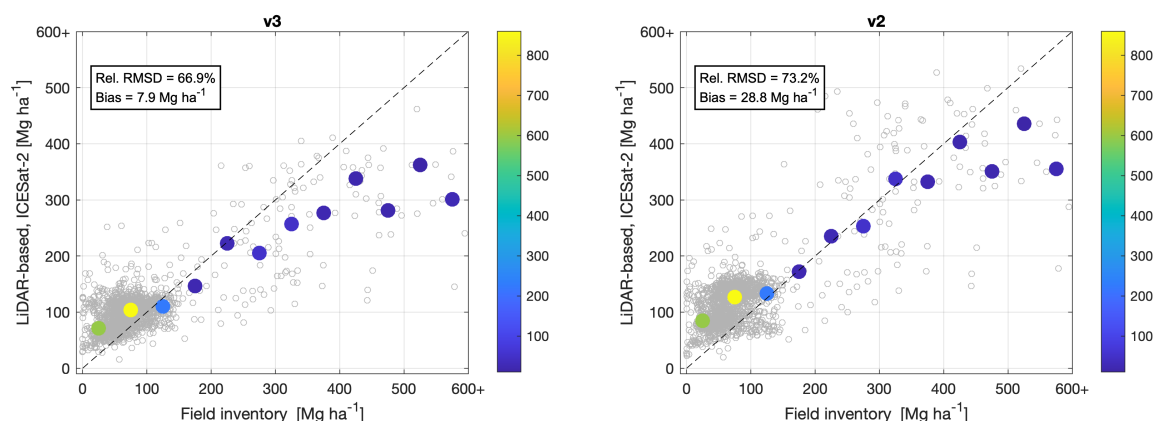 v3
600+
500
400
300
200
100
0
LiDAR-based, ICESat-2 [Mg ha⁻¹]
Rel. RMSD = 66.9%
Bias = 7.9 Mg ha⁻¹
0 100 200 300 400 500 600+
Field inventory [Mg ha⁻¹]
800
700
600
500
400
300
200
100
v2
600+
500
400
300
200
100
0
LiDAR-based, ICESat-2 [Mg ha⁻¹]
Rel. RMSD = 73.2%
Bias = 28.8 Mg ha⁻¹
0 100 200 300 400 500 600+
Field inventory [Mg ha⁻¹]
800
700
600
500
400
300
200
100